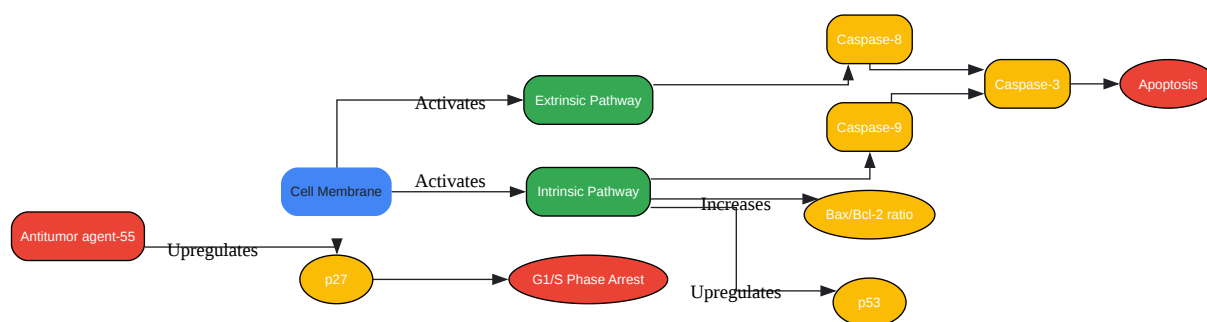 Caspase-8
Caspase-3
Apoptosis
Activates
Extrinsic Pathway
Caspase-9
Cell Membrane
Activates
Intrinsic Pathway
Increases
Bax/Bcl-2 ratio
Antitumor agent-55
Upregulates
p27
G1/S Phase Arrest
Upregulates
p53